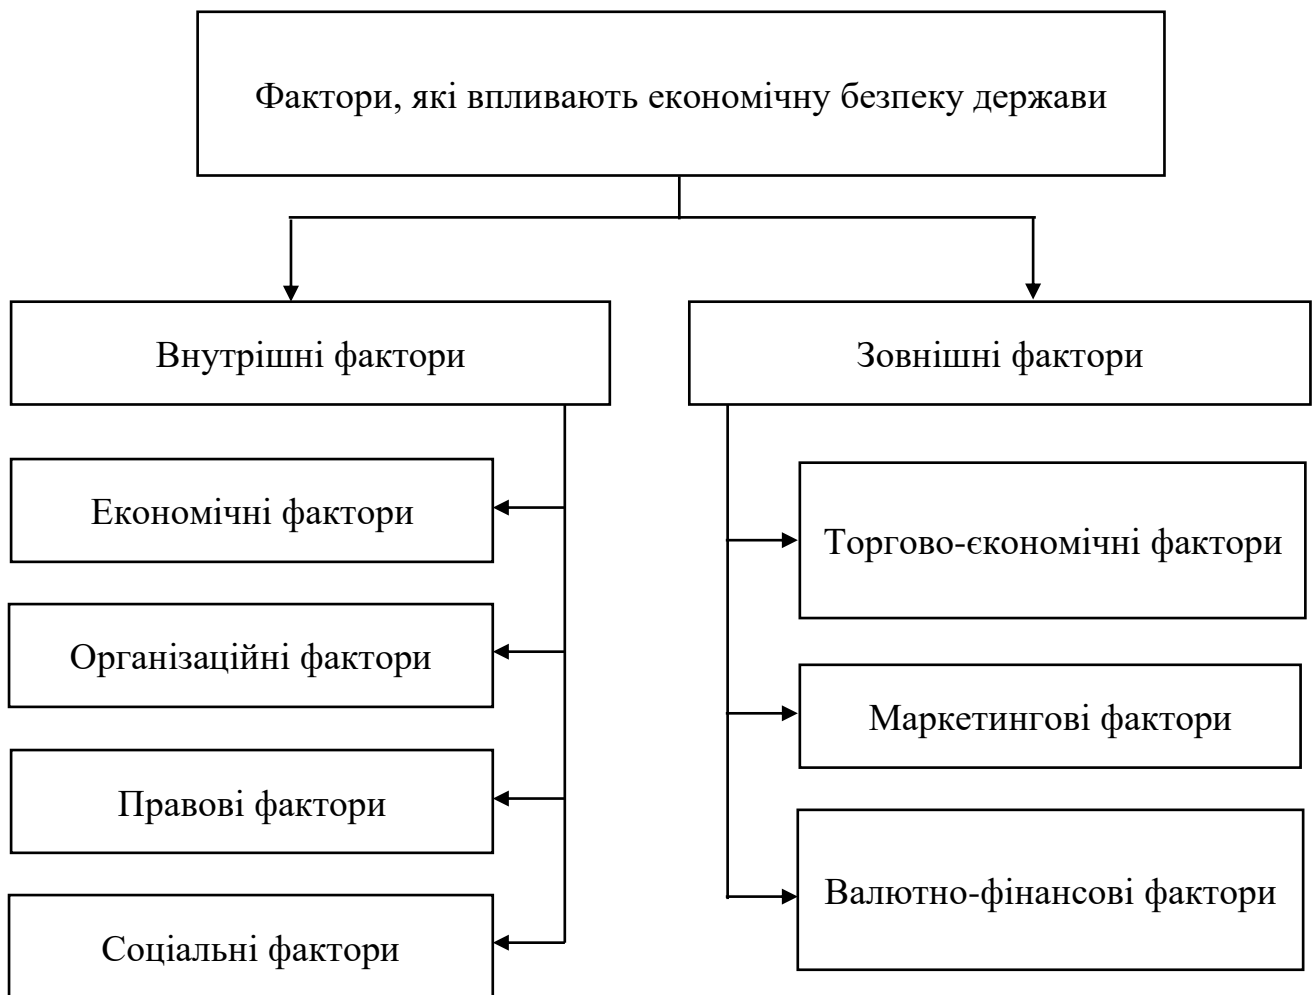 Фактори, які впливають економічну безпеку держави
Внутрішні фактори
Зовнішні фактори
Економічні фактори
Організаційні фактори
Правові фактори
Соціальні фактори
Торгово-єкономічні фактори
Маркетингові фактори
Валютно-фінансові фактори